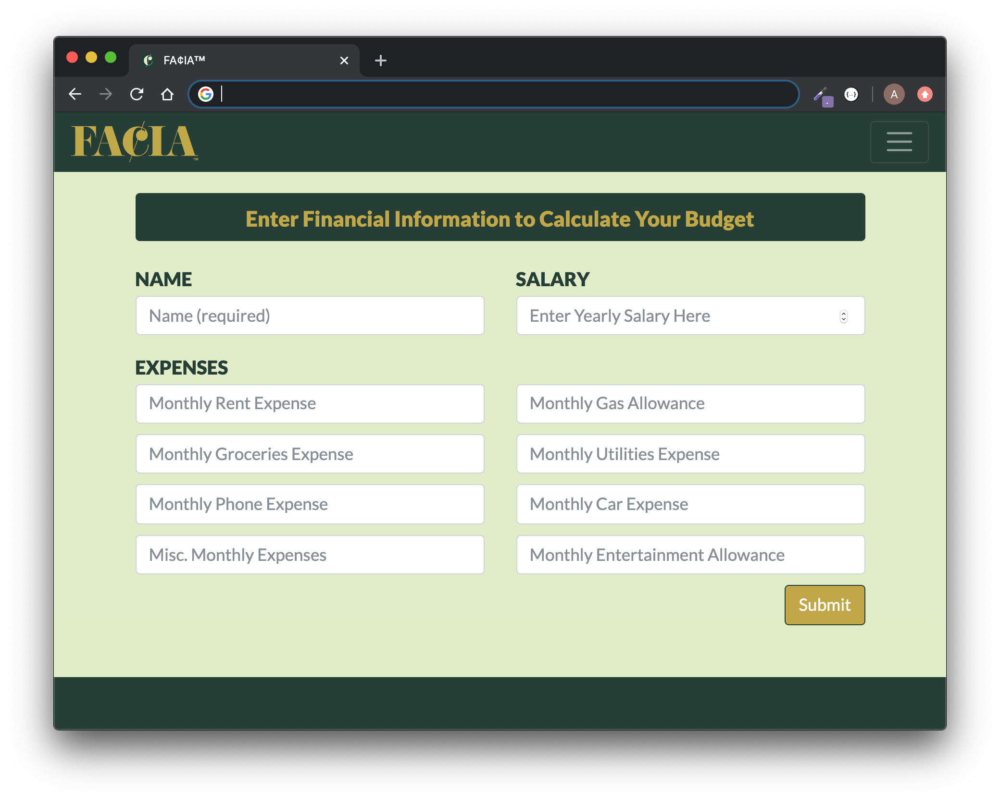 FA¢IA™
A
FA¢IA™
Enter Financial Information to Calculate Your Budget
NAME
SALARY
Name (required)
Enter Yearly Salary Here
EXPENSES
Monthly Rent Expense
Monthly Gas Allowance
Monthly Groceries Expense
Monthly Utilities Expense
Monthly Phone Expense
Monthly Car Expense
Misc. Monthly Expenses
Monthly Entertainment Allowance
Submit